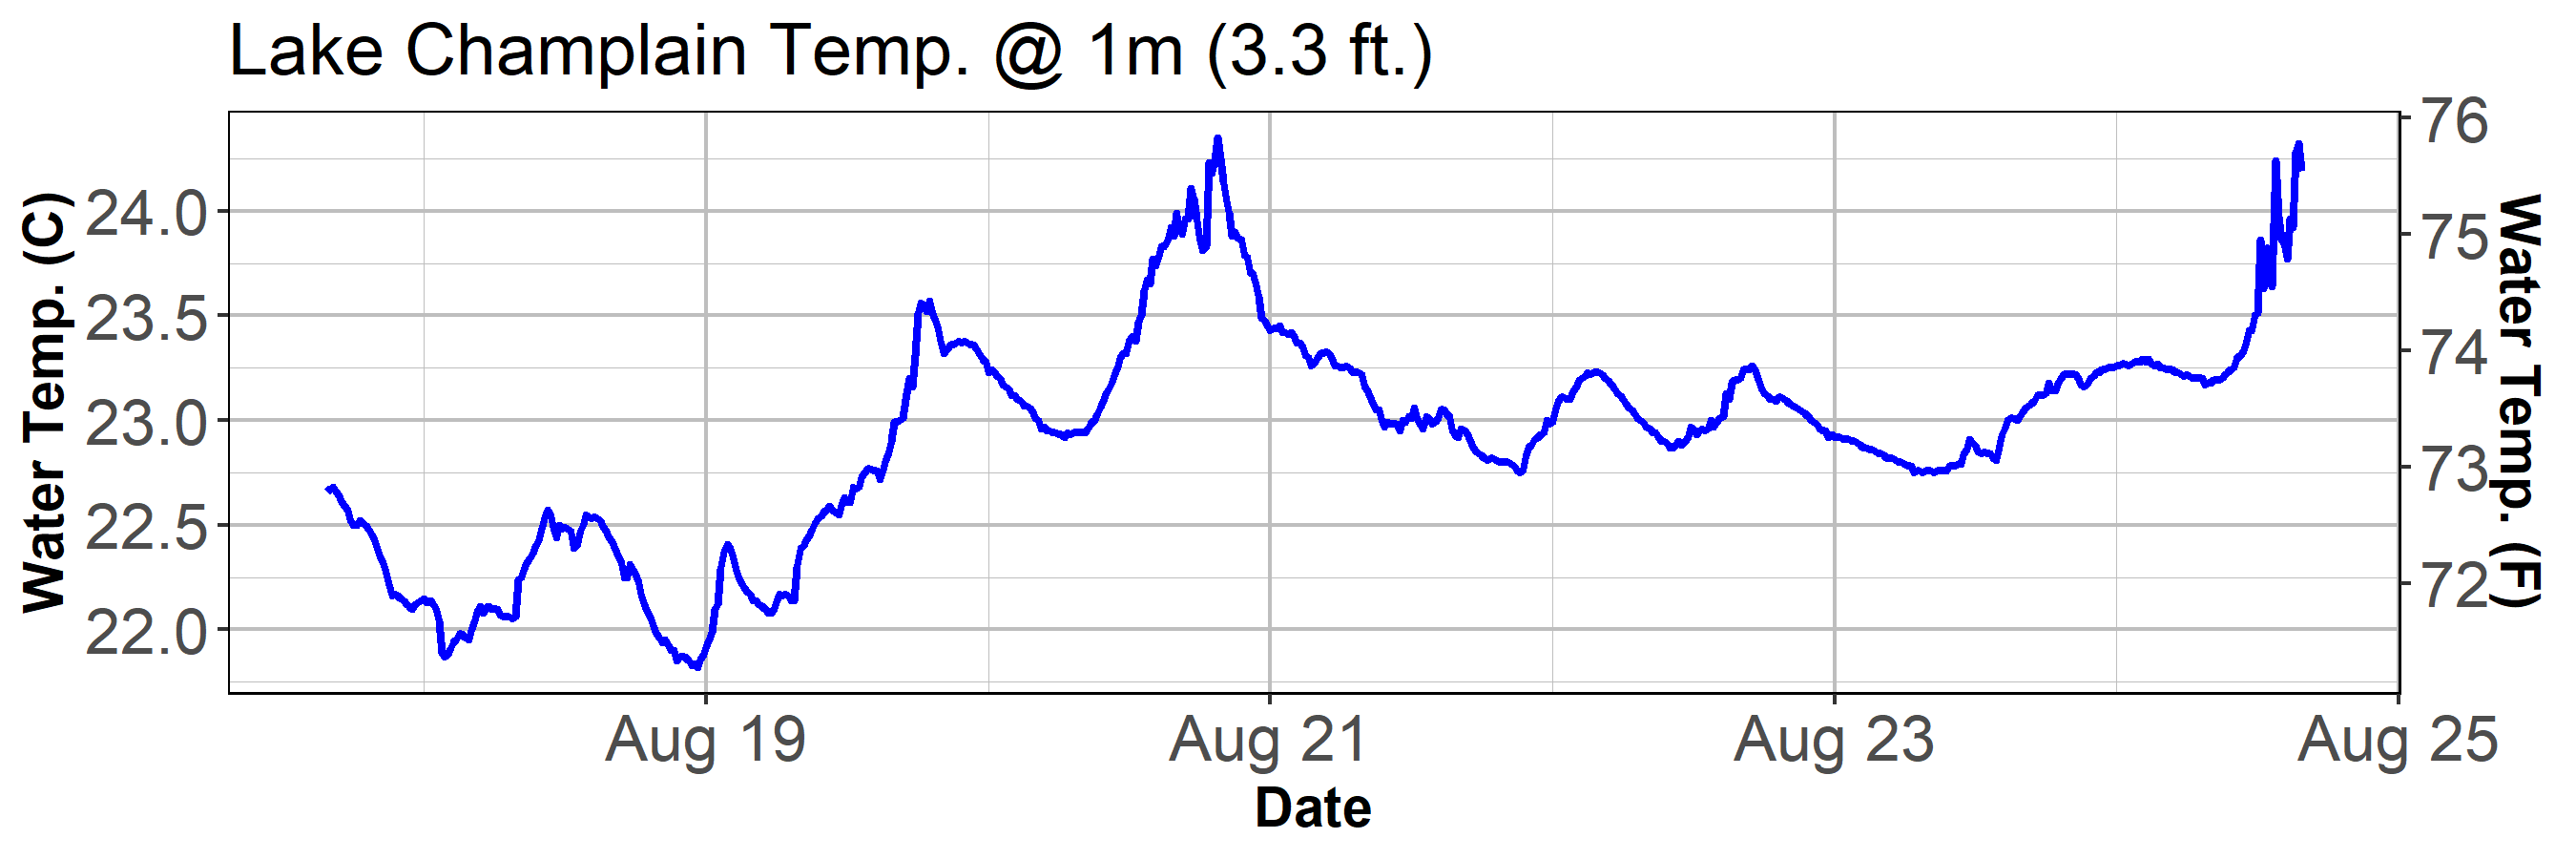 Lake Champlain Temp. @ 1m (3.3 ft.)
Water Temp. (C)
24.0
23.5
23.0
22.5
22.0
76
75
74
73
72
Water Temp. (F)
Aug 19
Aug 21
Aug 23
Aug 25
Date